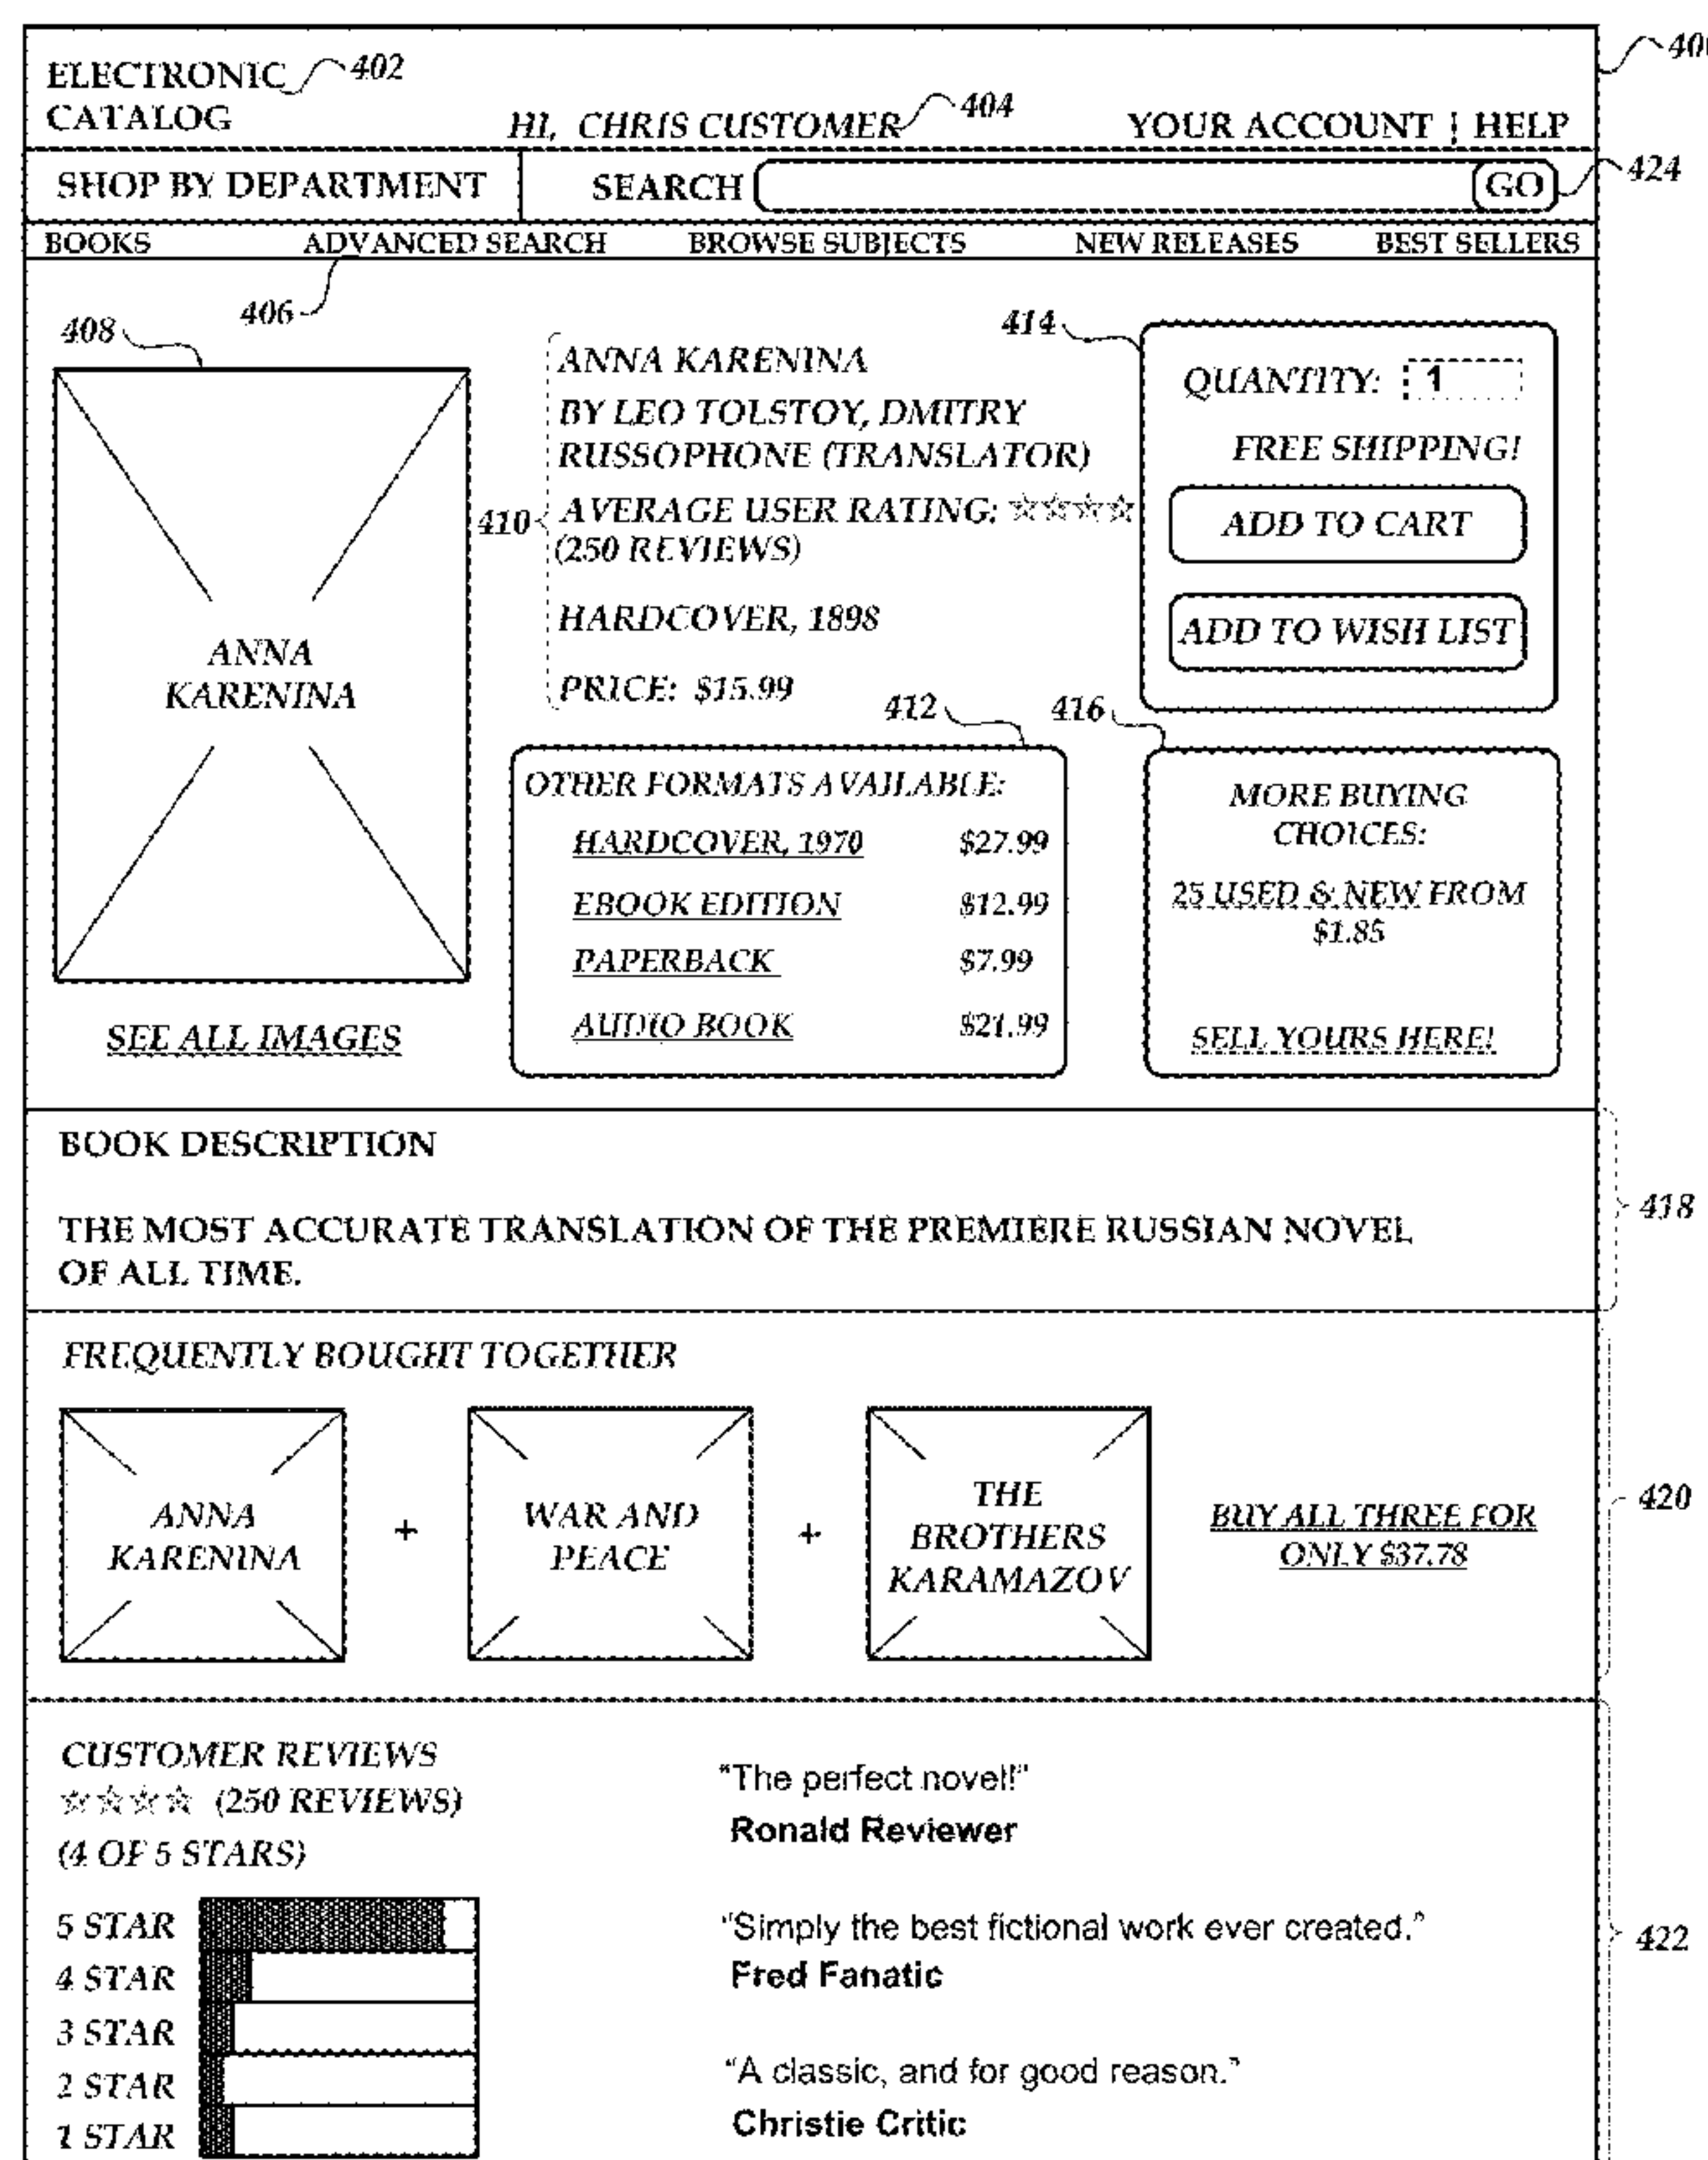 ELECTRONIC
CATALOG
402
HI, CHRIS CUSTOMER
404
YOUR ACCOUNT | HELP
SHOP BY DEPARTMENT
SEARCH
GO
424
BOOKS ADVANCED SEARCH BROWSE SUBJECTS NEW RELEASES BEST SELLERS
406
408
ANNA
KARENINA
SEE ALL IMAGES
410
ANNA KARENINA
BY LEO TOLSTOY, DMITRY
RUSSOPHONE (TRANSLATOR)
AVERAGE USER RATING: ☆☆☆☆
(250 REVIEWS)
HARDCOVER, 1898
PRICE: $15.99
414
QUANTITY: 1
FREE SHIPPING!
ADD TO CART
ADD TO WISH LIST
412
OTHER FORMATS AVAILABLE:
HARDCOVER, 1970 $27.99
EBOOK EDITION $12.99
PAPERBACK $7.99
AUDIO BOOK $21.99
416
MORE BUYING
CHOICES:
25 USED & NEW FROM
$1.85
SELL YOURS HERE!
BOOK DESCRIPTION
THE MOST ACCURATE TRANSLATION OF THE PREMIERE RUSSIAN NOVEL
OF ALL TIME.
418
FREQUENTLY BOUGHT TOGETHER
ANNA
KARENINA
+
WAR AND
PEACE
+
THE
BROTHERS
KARAMAZOV
BUY ALL THREE FOR
ONLY $37.78
420
CUSTOMER REVIEWS
☆☆☆☆ (250 REVIEWS)
(4 OF 5 STARS)
5 STAR
4 STAR
3 STAR
2 STAR
1 STAR
"The perfect novel!"
Ronald Reviewer
"Simply the best fictional work ever created."
Fred Fanatic
"A classic, and for good reason."
Christie Critic
422